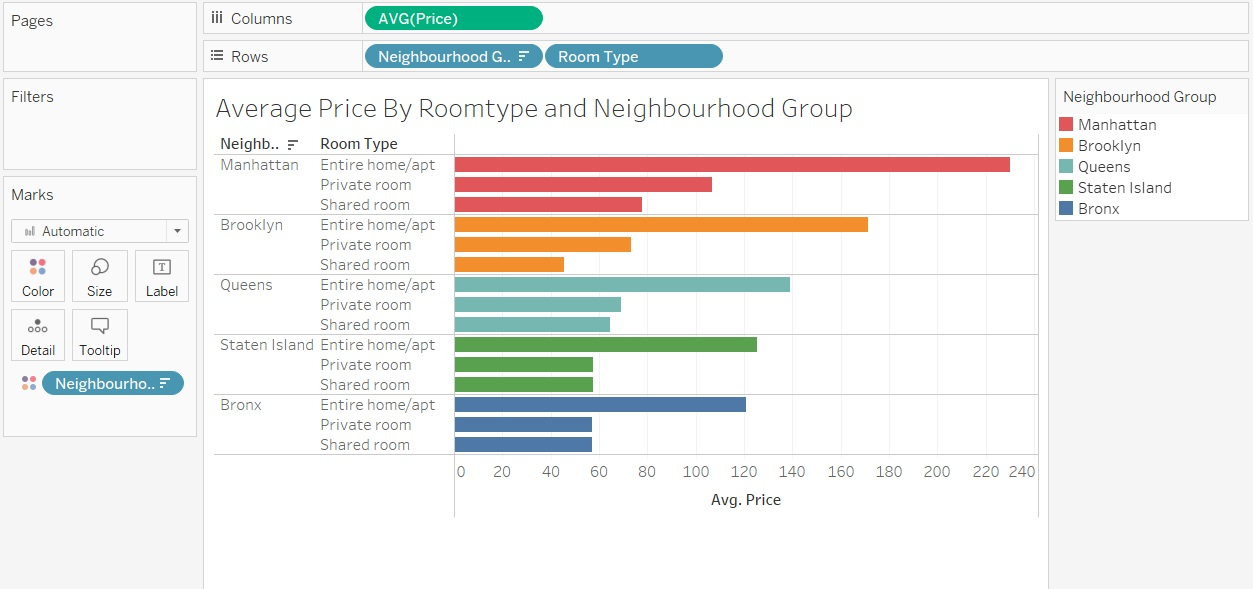 Pages
Columns
AVG(Price)
Rows
Neighbourhood G..
Room Type
Filters
Marks
Automatic
Color
Size
Label
Detail
Tooltip
Neighbourho..
Average Price By Roomtype and Neighbourhood Group
Neighb..
Room Type
Manhattan
Entire home/apt
Private room
Shared room
Brooklyn
Entire home/apt
Private room
Shared room
Queens
Entire home/apt
Private room
Shared room
Staten Island
Entire home/apt
Private room
Shared room
Bronx
Entire home/apt
Private room
Shared room
0 20 40 60 80 100 120 140 160 180 200 220 240
Avg. Price
Neighbourhood Group
Manhattan
Brooklyn
Queens
Staten Island
Bronx